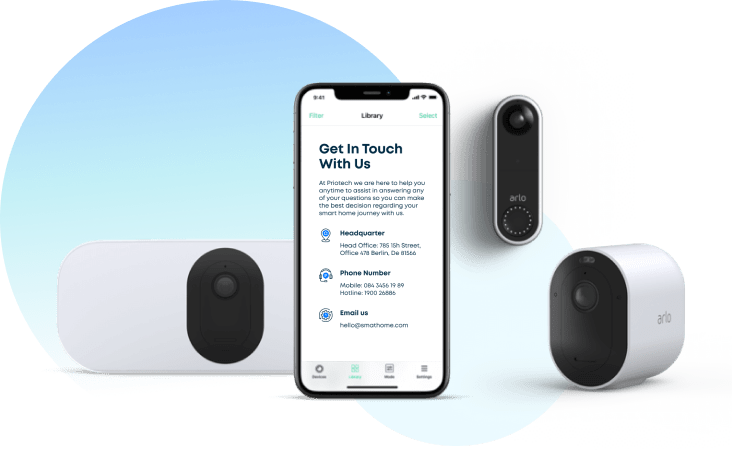 9:41
Filter
Library
Select
Get In Touch
With Us
At Protech we are here to help you
anytime to assist in answering any
of your questions so you can make
the best decision regarding your
smart home journey with us.
Headquarter
Head Office: 785 15h Street,
Office 478 Berlin, De 81566
Phone Number
Mobile: 084 3456 19 89
Hotline: 1900 26886
Email us
hello@smathome.com
Devices
Library
Mode
Settings
arlo
arlo